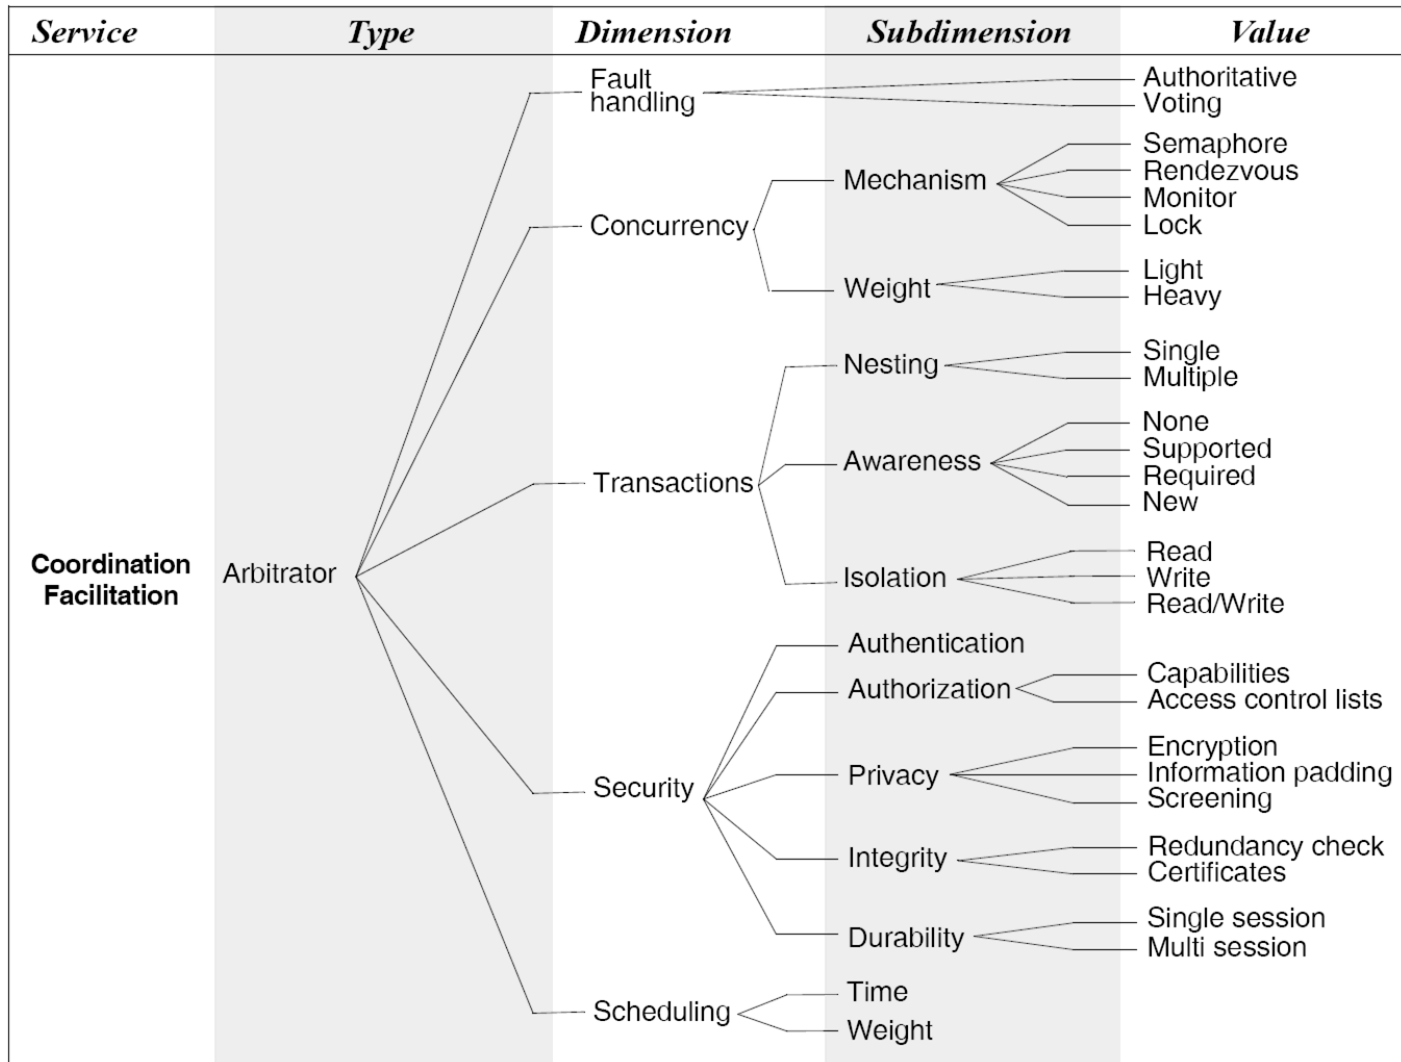 Service Type Dimension Subdimension Value
Fault
handling
Authoritative
Voting
Concurrency
Mechanism
Semaphore
Rendezvous
Monitor
Lock
Weight
Light
Heavy
Transactions
Nesting
Single
Multiple
Awareness
None
Supported
Required
New
Isolation
Read
Write
Read/Write
Coordination
Facilitation
Arbitrator
Security
Authentication
Authorization
Capabilities
Access control lists
Privacy
Encryption
Information padding
Screening
Integrity
Redundancy check
Certificates
Durability
Single session
Multi session
Scheduling
Time
Weight